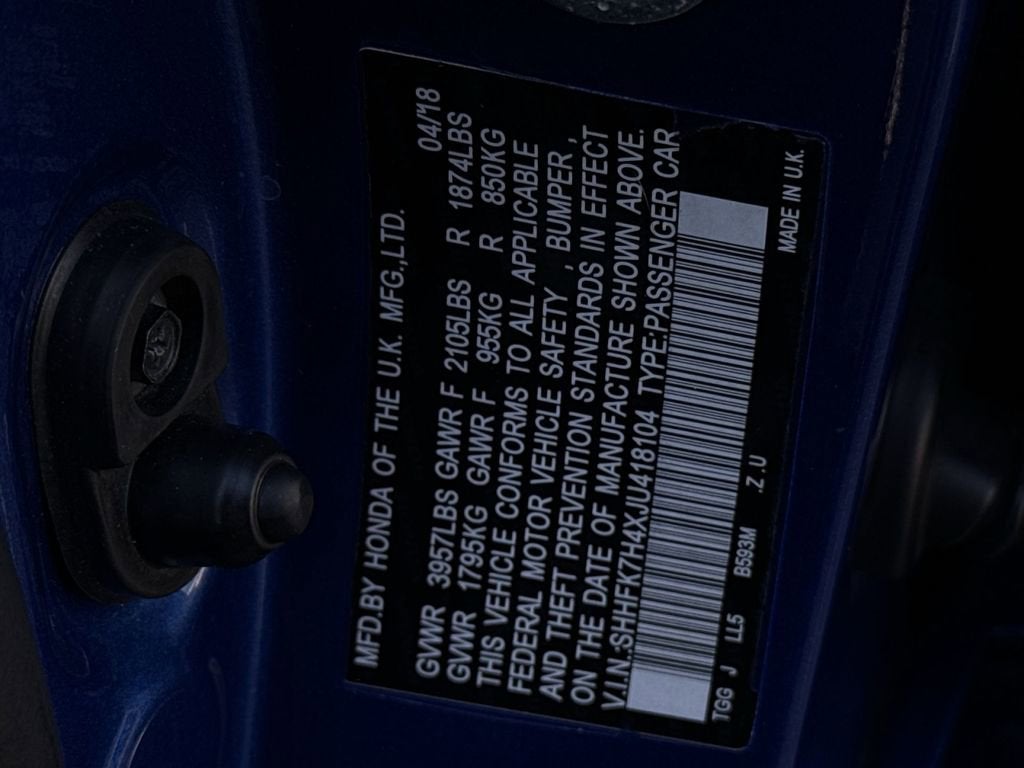 MFD.BY HONDA OF THE U.K. MFG.,LTD. 04/'18
GVWR 3957LBS GAWR F 2105LBS R 1874LBS
GVWR 1795KG GAWR F 955KG R 850KG
THIS VEHICLE CONFORMS TO ALL APPLICABLE
FEDERAL MOTOR VEHICLE SAFETY , BUMPER ,
AND THEFT PREVENTION STANDARDS IN EFFECT
ON THE DATE OF MANUFACTURE SHOWN ABOVE.
V.I.N.:SHHFK7H4XJU418104 TYPE:PASSENGER CAR
TGG J LL5 B593M .Z .U MADE IN U.K.